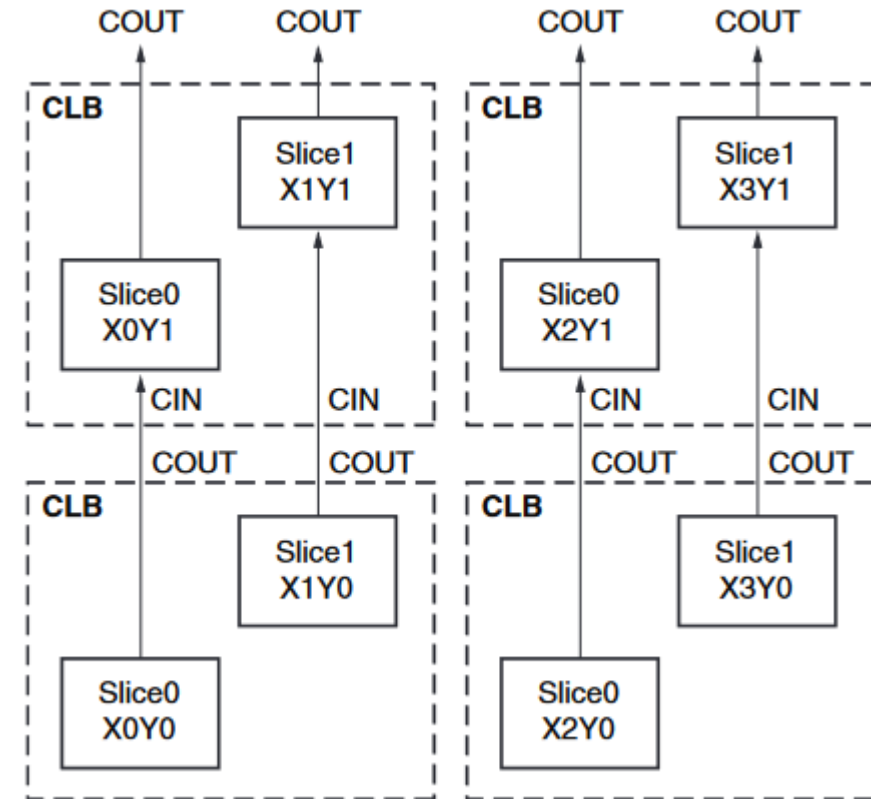 COUT
COUT
COUT
COUT
CLB
Slice1
X1Y1
Slice0
X0Y1
CIN
CIN
CLB
Slice1
X3Y1
Slice0
X2Y1
CIN
CIN
COUT
COUT
COUT
COUT
CLB
Slice1
X1Y0
Slice0
X0Y0
CLB
Slice1
X3Y0
Slice0
X2Y0